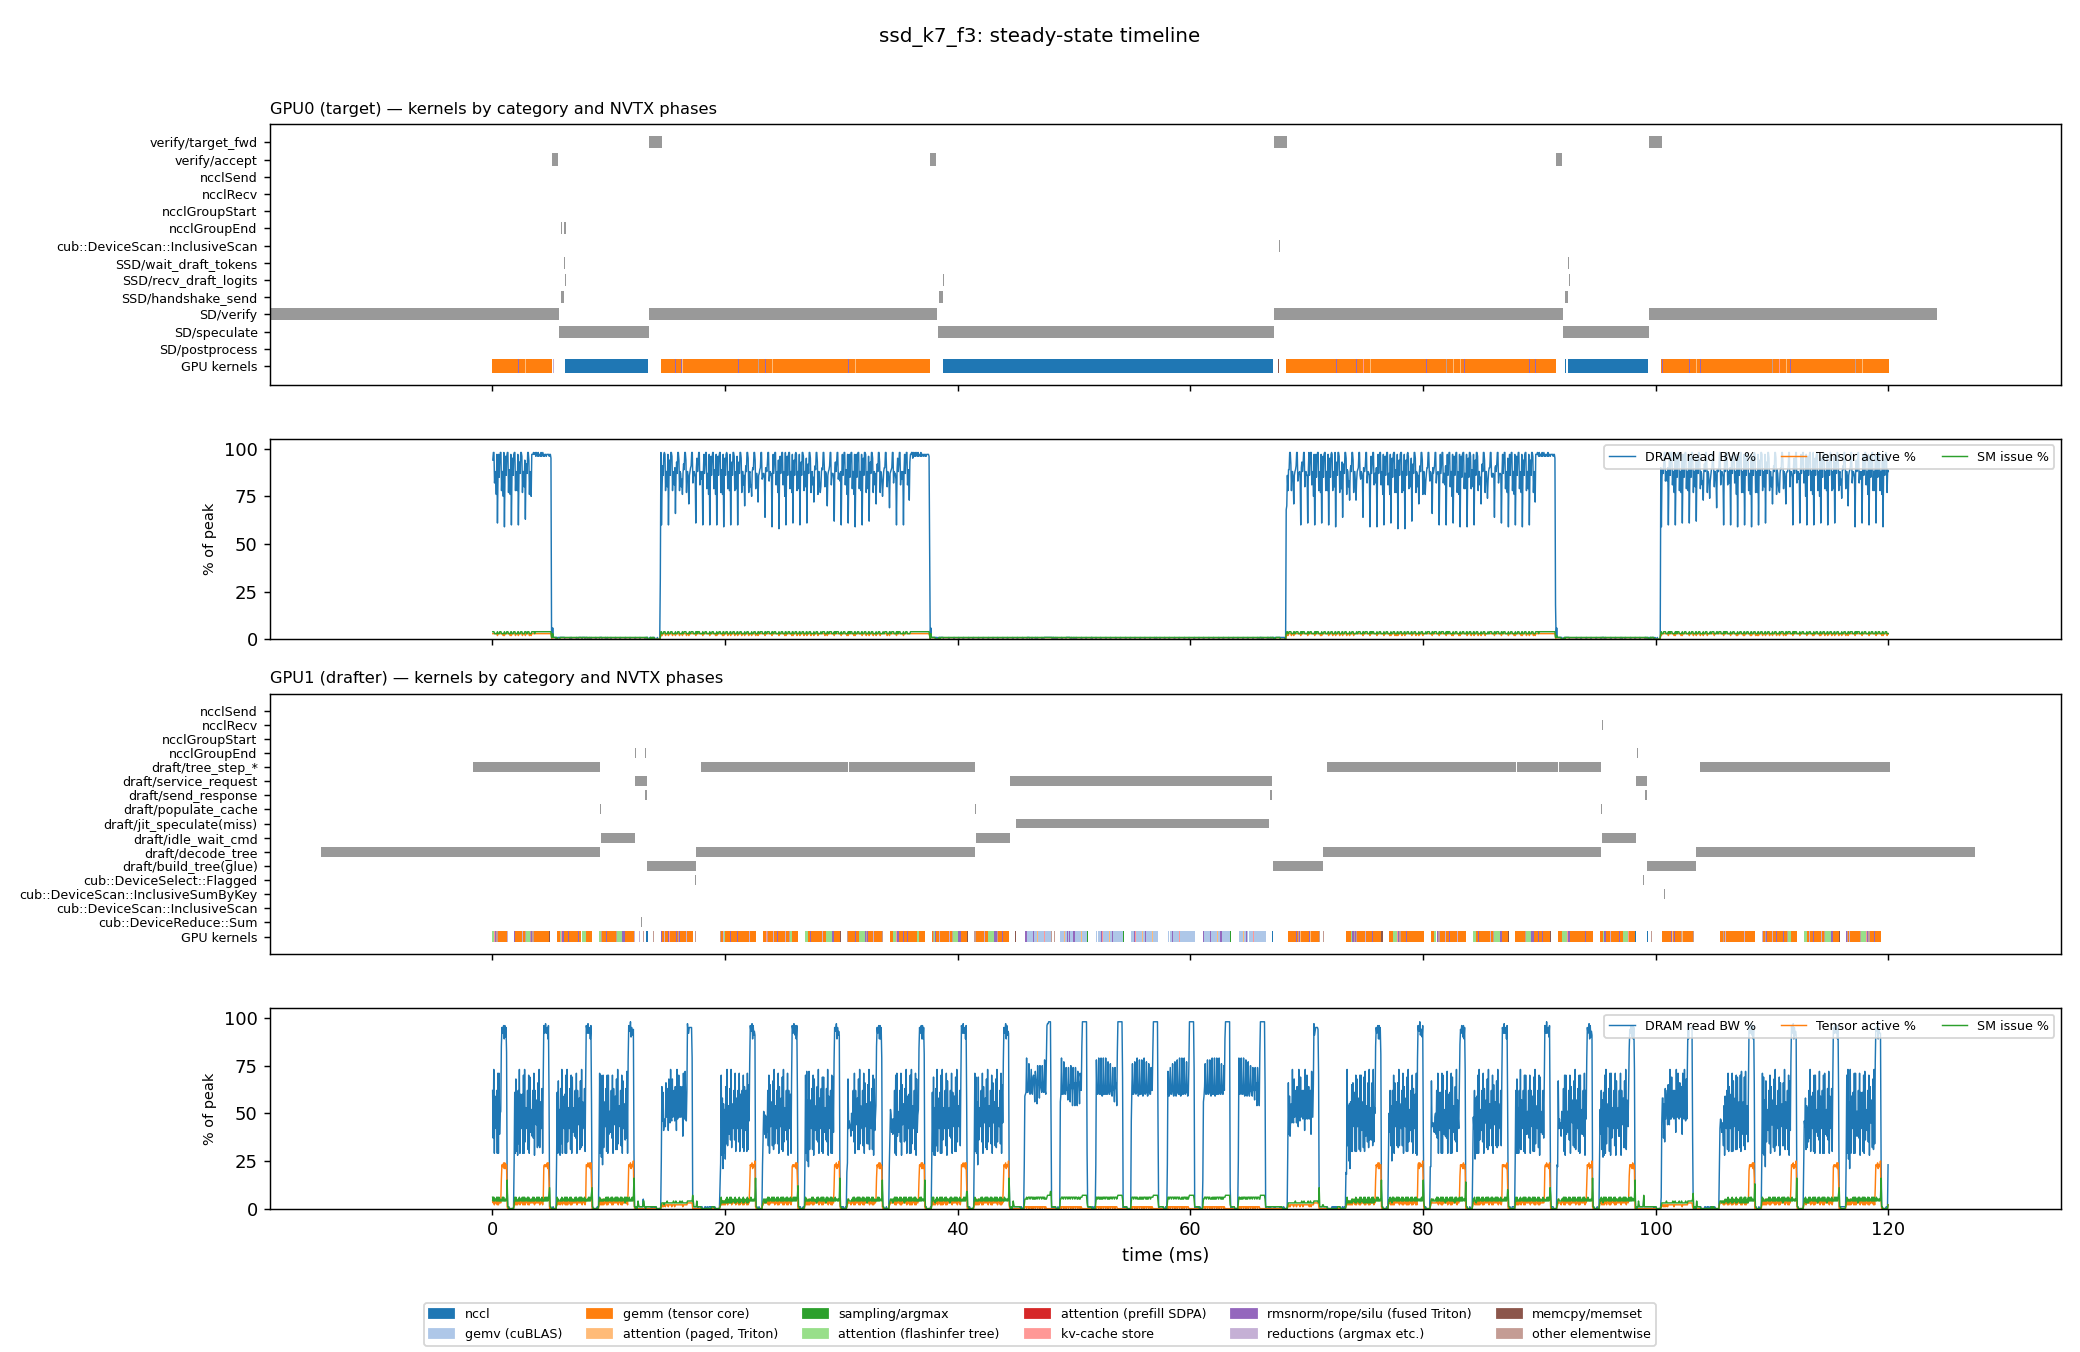 ssd_k7_f3: steady-state timeline
GPU0 (target) — kernels by category and NVTX phases
verify/target_fwd
verify/accept
ncclSend
ncclRecv
ncclGroupStart
ncclGroupEnd
cub::DeviceScan::InclusiveScan
SSD/wait_draft_tokens
SSD/recv_draft_logits
SSD/handshake_send
SD/verify
SD/speculate
SD/postprocess
GPU kernels
100
75
50
25
0
% of peak
DRAM read BW % Tensor active % SM issue %
GPU1 (drafter) — kernels by category and NVTX phases
ncclSend
ncclRecv
ncclGroupStart
ncclGroupEnd
draft/tree_step_*
draft/service_request
draft/send_response
draft/populate_cache
draft/jit_speculate(miss)
draft/idle_wait_cmd
draft/decode_tree
draft/build_tree(glue)
cub::DeviceSelect::Flagged
cub::DeviceScan::InclusiveSumByKey
cub::DeviceScan::InclusiveScan
cub::DeviceReduce::Sum
GPU kernels
100
75
50
25
0
% of peak
DRAM read BW % Tensor active % SM issue %
0 20 40 60 80 100 120
time (ms)
nccl gemm (tensor core) sampling/argmax attention (prefill SDPA) rmsnorm/rope/silu (fused Triton) memcpy/memset
gemv (cuBLAS) attention (paged, Triton) attention (flashinfer tree) kv-cache store reductions (argmax etc.) other elementwise